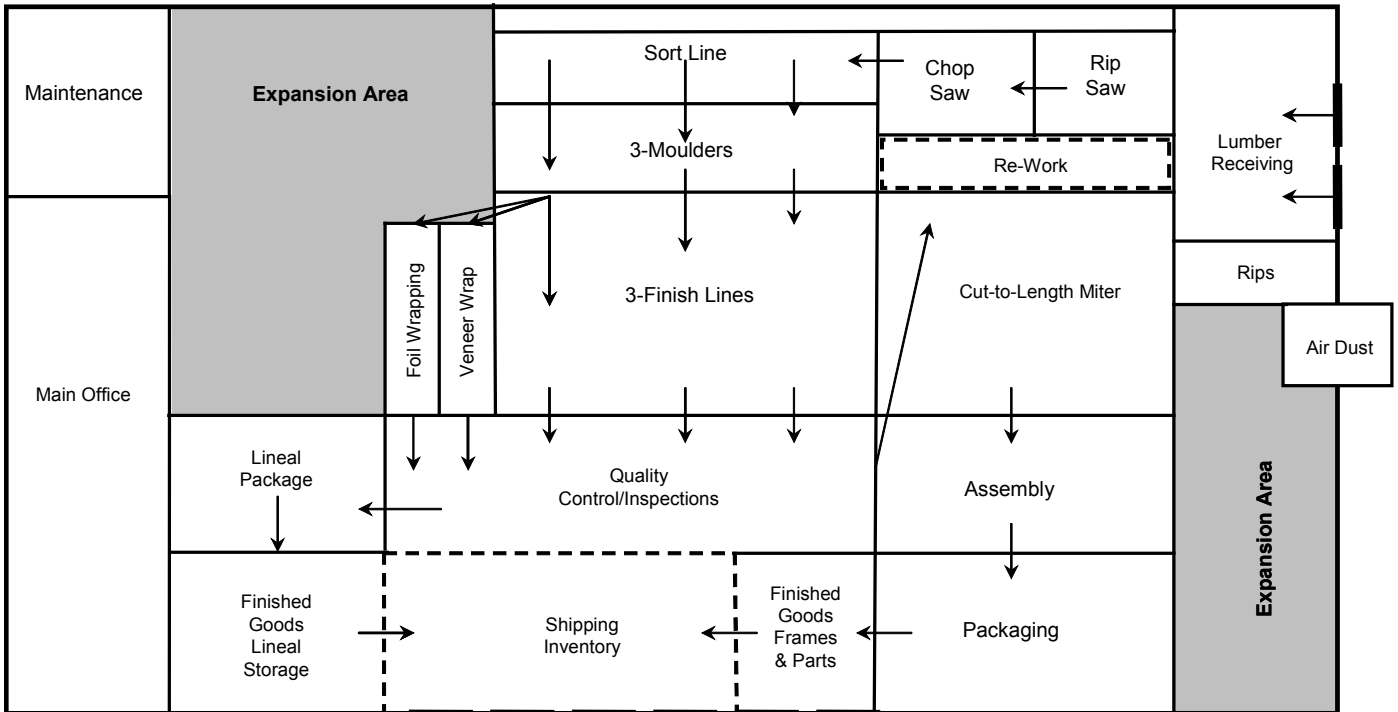 Maintenance
Expansion Area
Sort Line
Chop
Saw
Rip
Saw
3-Moulders
Re-Work
Lumber
Receiving
Main Office
Foil Wrapping
Veneer Wrap
3-Finish Lines
Cut-to-Length Miter
Rips
Air Dust
Lineal
Package
Quality
Control/Inspections
Assembly
Expansion Area
Finished
Goods
Lineal
Storage
Shipping
Inventory
Finished
Goods
Frames
& Parts
Packaging